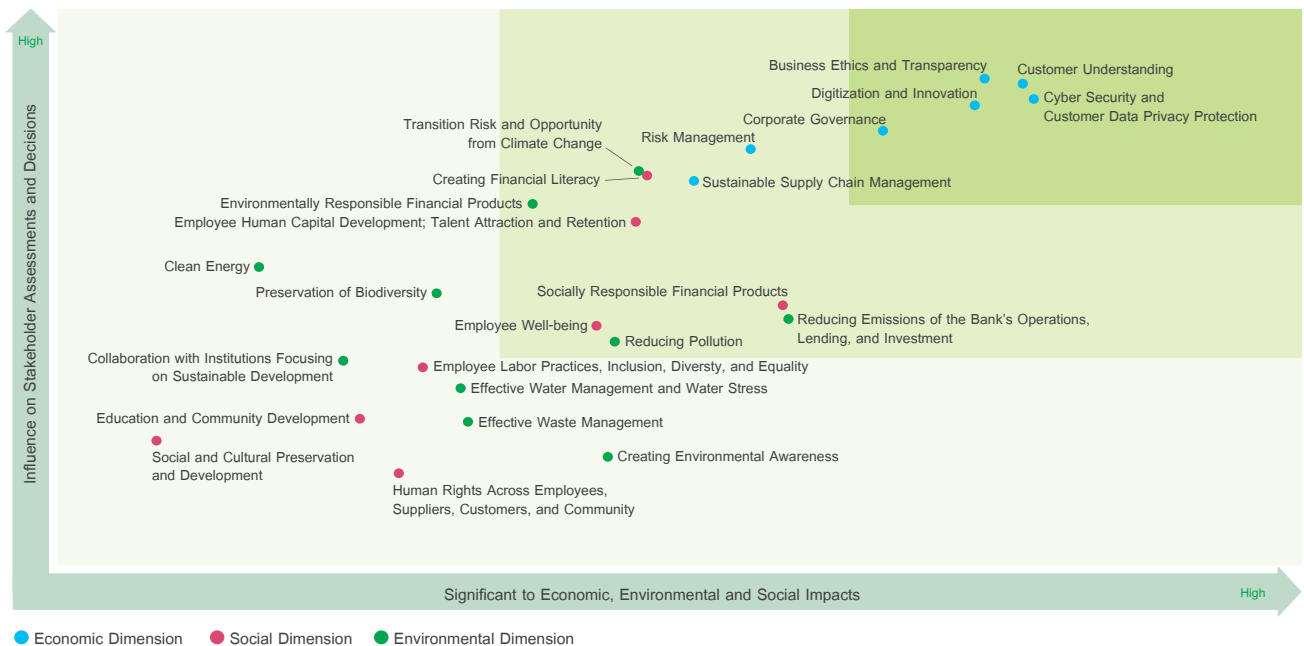 High
Influence on Stakeholder Assessments and Decisions
Business Ethics and Transparency
Customer Understanding
Digitization and Innovation
Cyber Security and
Customer Data Privacy Protection
Corporate Governance
Transition Risk and Opportunity
from Climate Change
Risk Management
Creating Financial Literacy
Sustainable Supply Chain Management
Environmentally Responsible Financial Products
Employee Human Capital Development; Talent Attraction and Retention
Clean Energy
Preservation of Biodiversity
Socially Responsible Financial Products
Reducing Emissions of the Bank's Operations,
Lending, and Investment
Employee Well-being
Reducing Pollution
Collaboration with Institutions Focusing
on Sustainable Development
Employee Labor Practices, Inclusion, Diversty, and Equality
Effective Water Management and Water Stress
Education and Community Development
Effective Waste Management
Social and Cultural Preservation
and Development
Creating Environmental Awareness
Human Rights Across Employees,
Suppliers, Customers, and Community
Significant to Economic, Environmental and Social Impacts
High
Economic Dimension
Social Dimension
Environmental Dimension